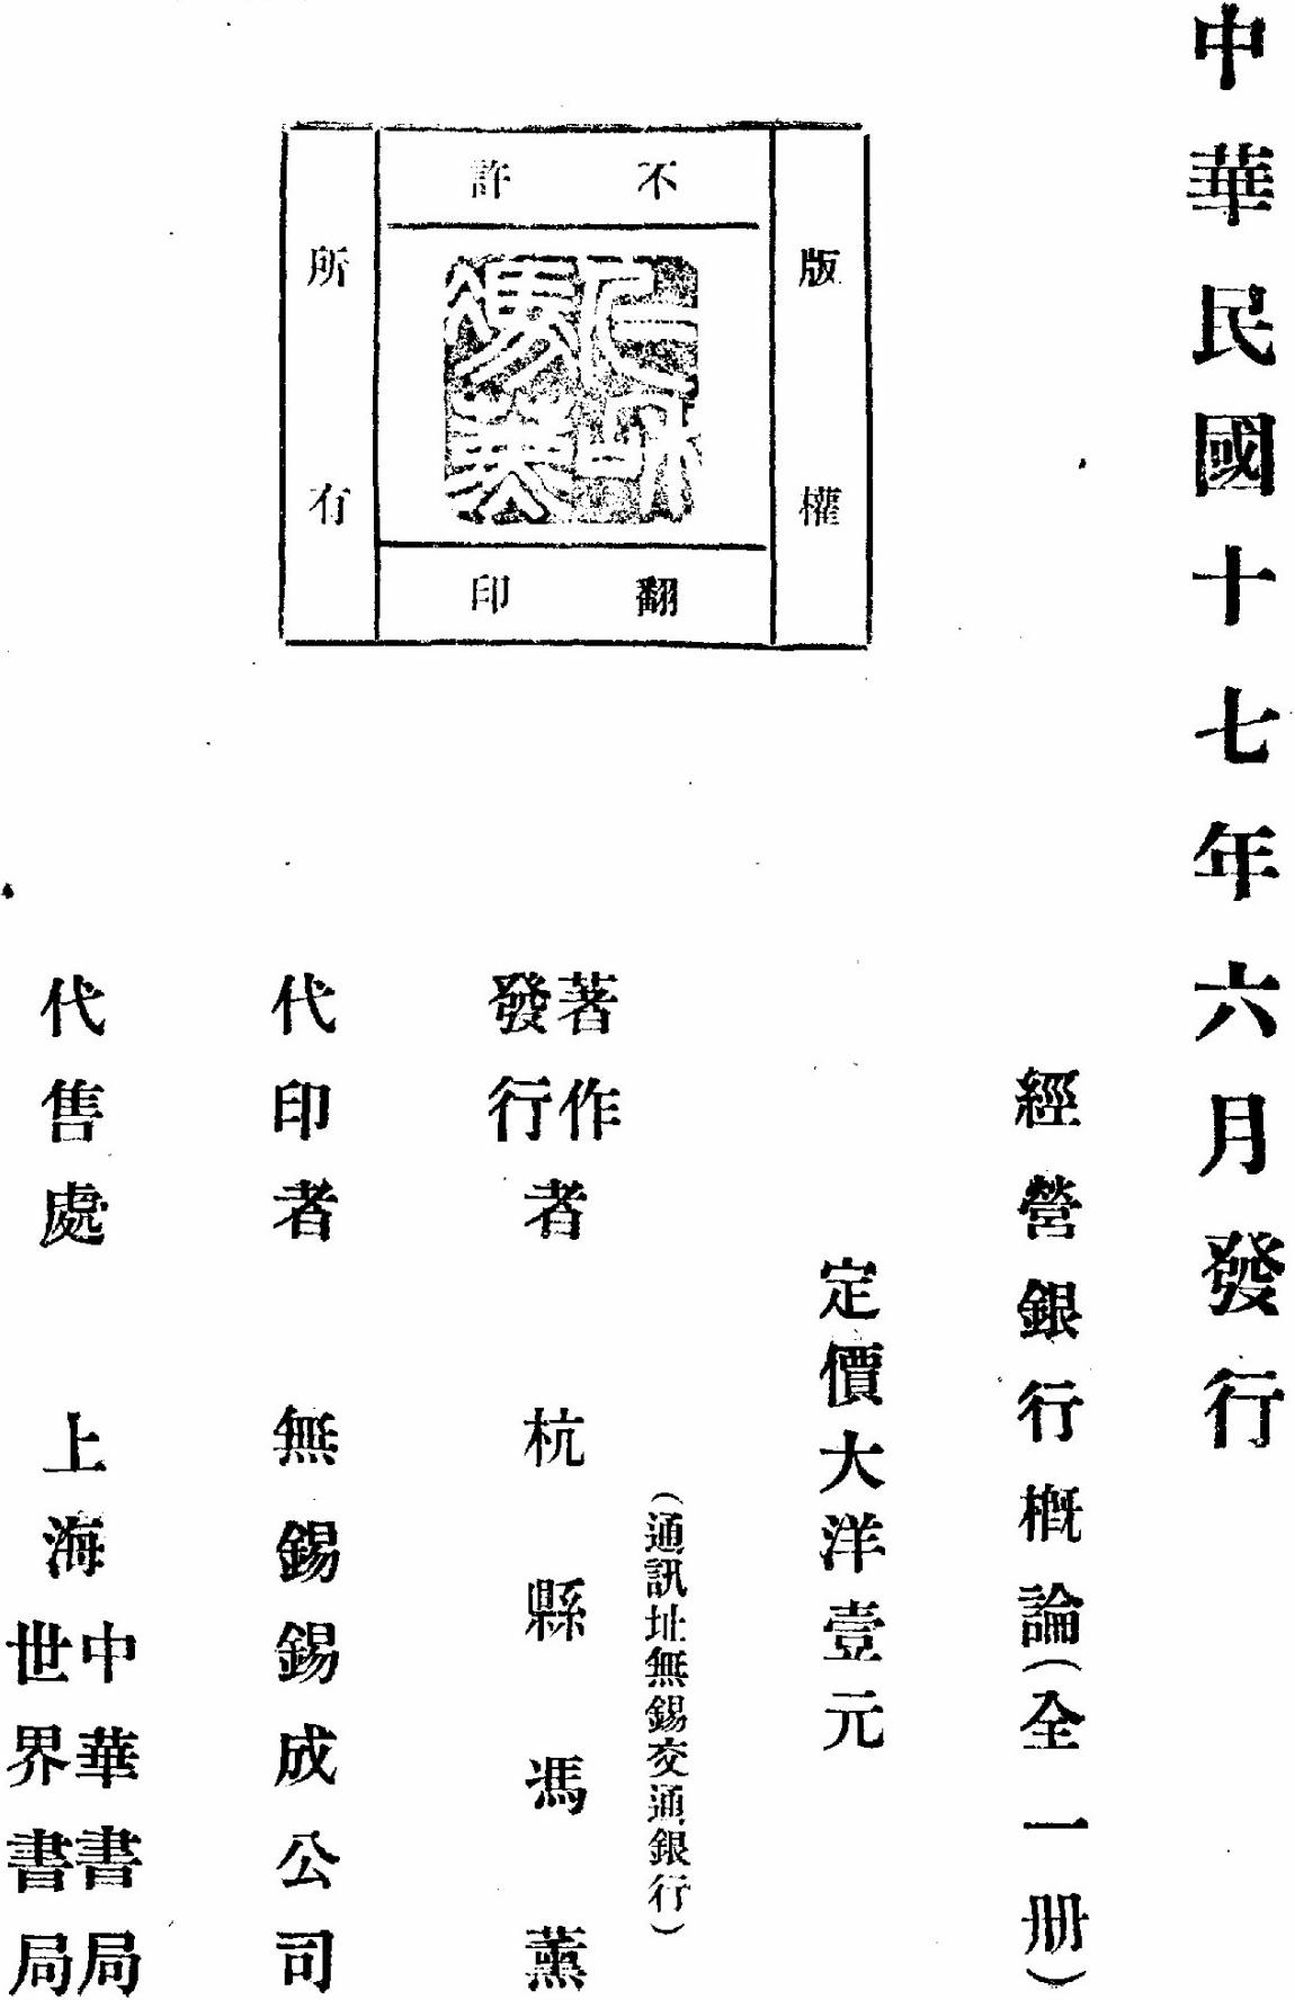 中華民國十七年六月發行
經營銀行概論(全一册)
定價大洋壹元
(通訊址無錫交通銀行)
著作
發行
者 杭縣馮薰
代印者 無錫錫成公司
代售處 上海
中華書局
世界書局
版權
不許
翻印
所有